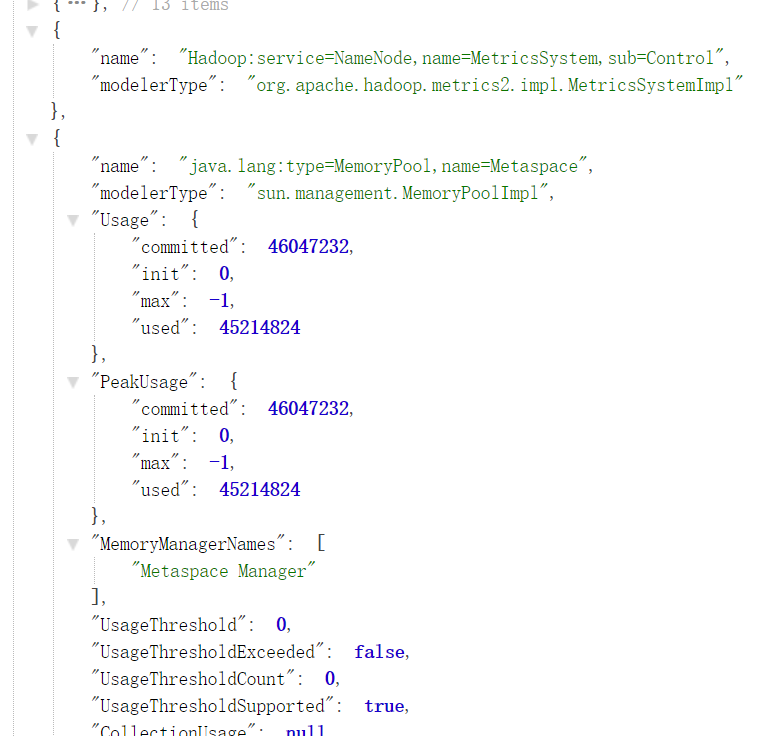 { ... }, // 13 items
{
"name": "Hadoop:service=NameNode,name=MetricsSystem,sub=Control",
"modelerType": "org.apache.hadoop.metrics2.impl.MetricsSystemImpl"
},
{
"name": "java.lang:type=MemoryPool,name=Metaspace",
"modelerType": "sun.management.MemoryPoolImpl",
"Usage": {
"committed": 46047232,
"init": 0,
"max": -1,
"used": 45214824
},
"PeakUsage": {
"committed": 46047232,
"init": 0,
"max": -1,
"used": 45214824
},
"MemoryManagerNames": [
"Metaspace Manager"
],
"UsageThreshold": 0,
"UsageThresholdExceeded": false,
"UsageThresholdCount": 0,
"UsageThresholdSupported": true,
"CollectionUsage": null